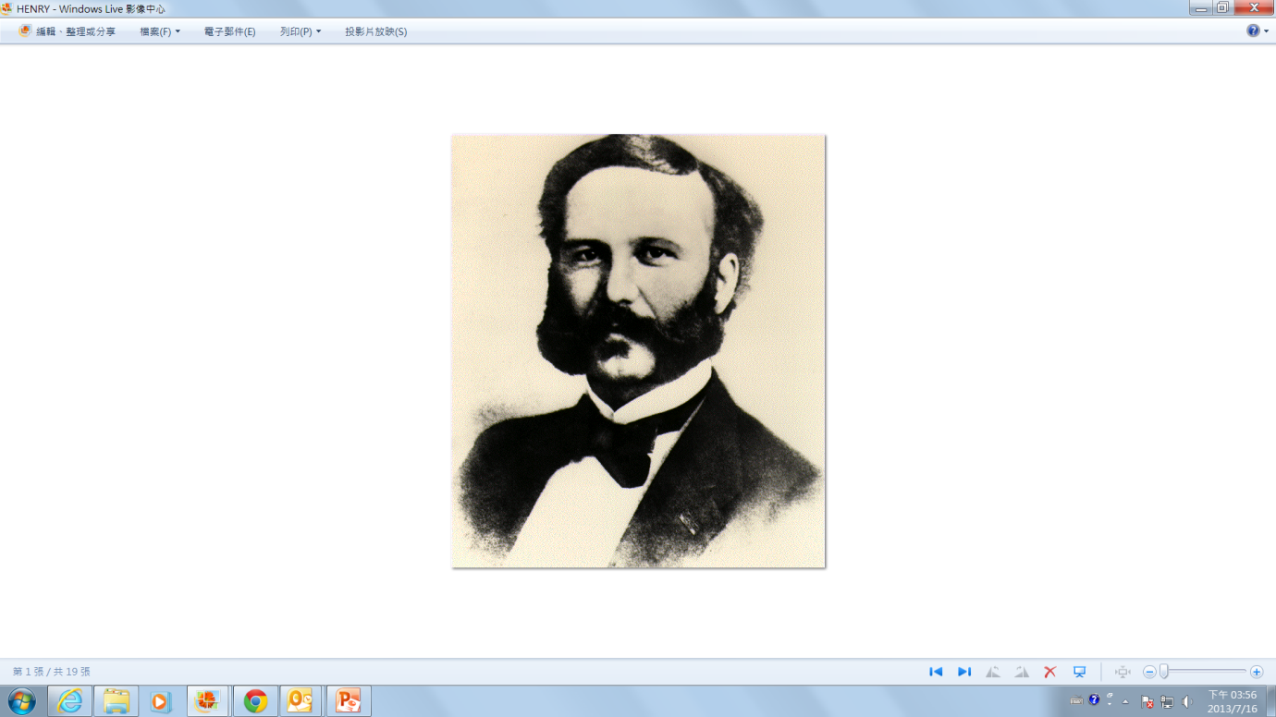 HENRY - Windows Live 影像中心
編輯、整理或分享 檔案(F) 電子郵件(E) 列印(P) 投影片放映(S)
第 1 張 / 共 19 張
下午 03:56
2013/7/16